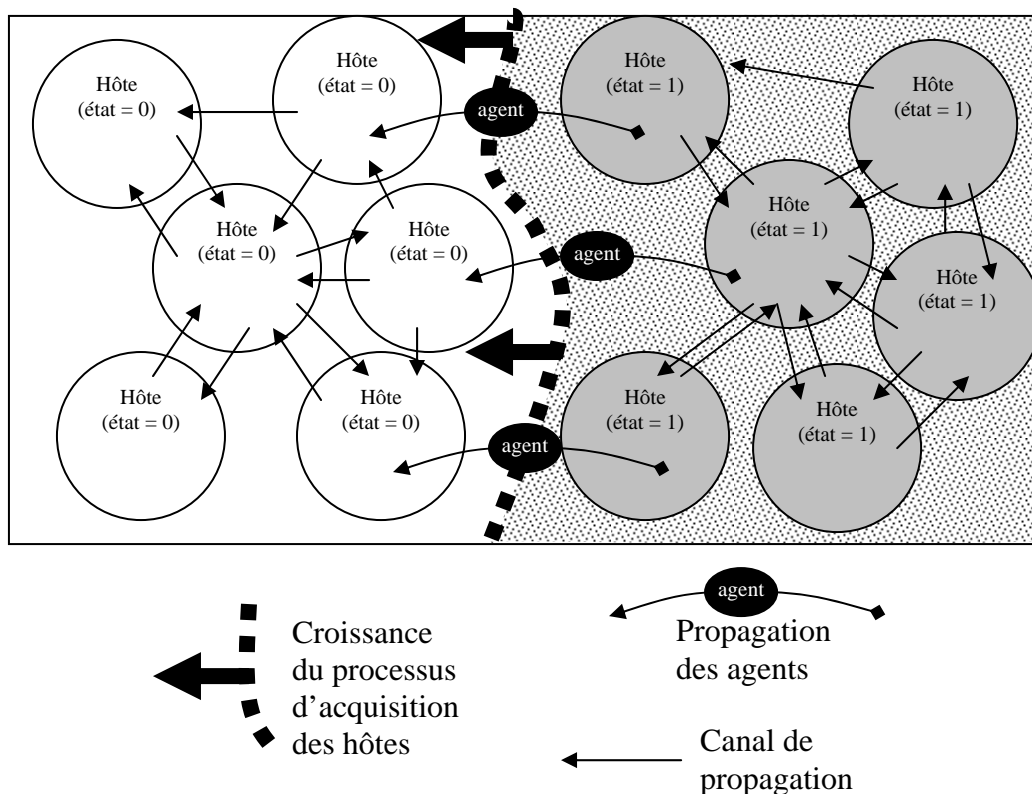 Hôte
(état = 0)
Hôte
(état = 0)
agent
Hôte
(état = 1)
Hôte
(état = 1)
Hôte
(état = 0)
Hôte
(état = 0)
agent
Hôte
(état = 1)
Hôte
(état = 1)
Hôte
(état = 0)
Hôte
(état = 0)
agent
Hôte
(état = 1)
Hôte
(état = 1)
agent
Croissance
du processus
d’acquisition
des hôtes
Propagation
des agents
Canal de
propagation